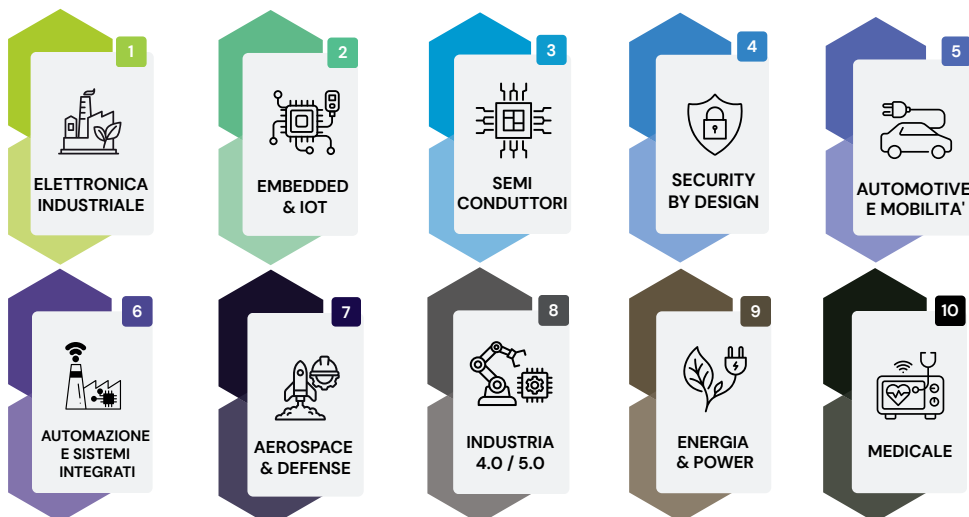 1
ELETTRONICA
INDUSTRIALE
2
EMBEDDED
& IOT
3
SEMI
CONDUTTORI
4
SECURITY
BY DESIGN
5
AUTOMOTIVE
E MOBILITA'
6
AUTOMAZIONE
E SISTEMI
INTEGRATI
7
AEROSPACE
& DEFENSE
8
INDUSTRIA
4.0 / 5.0
9
ENERGIA
& POWER
10
MEDICALE